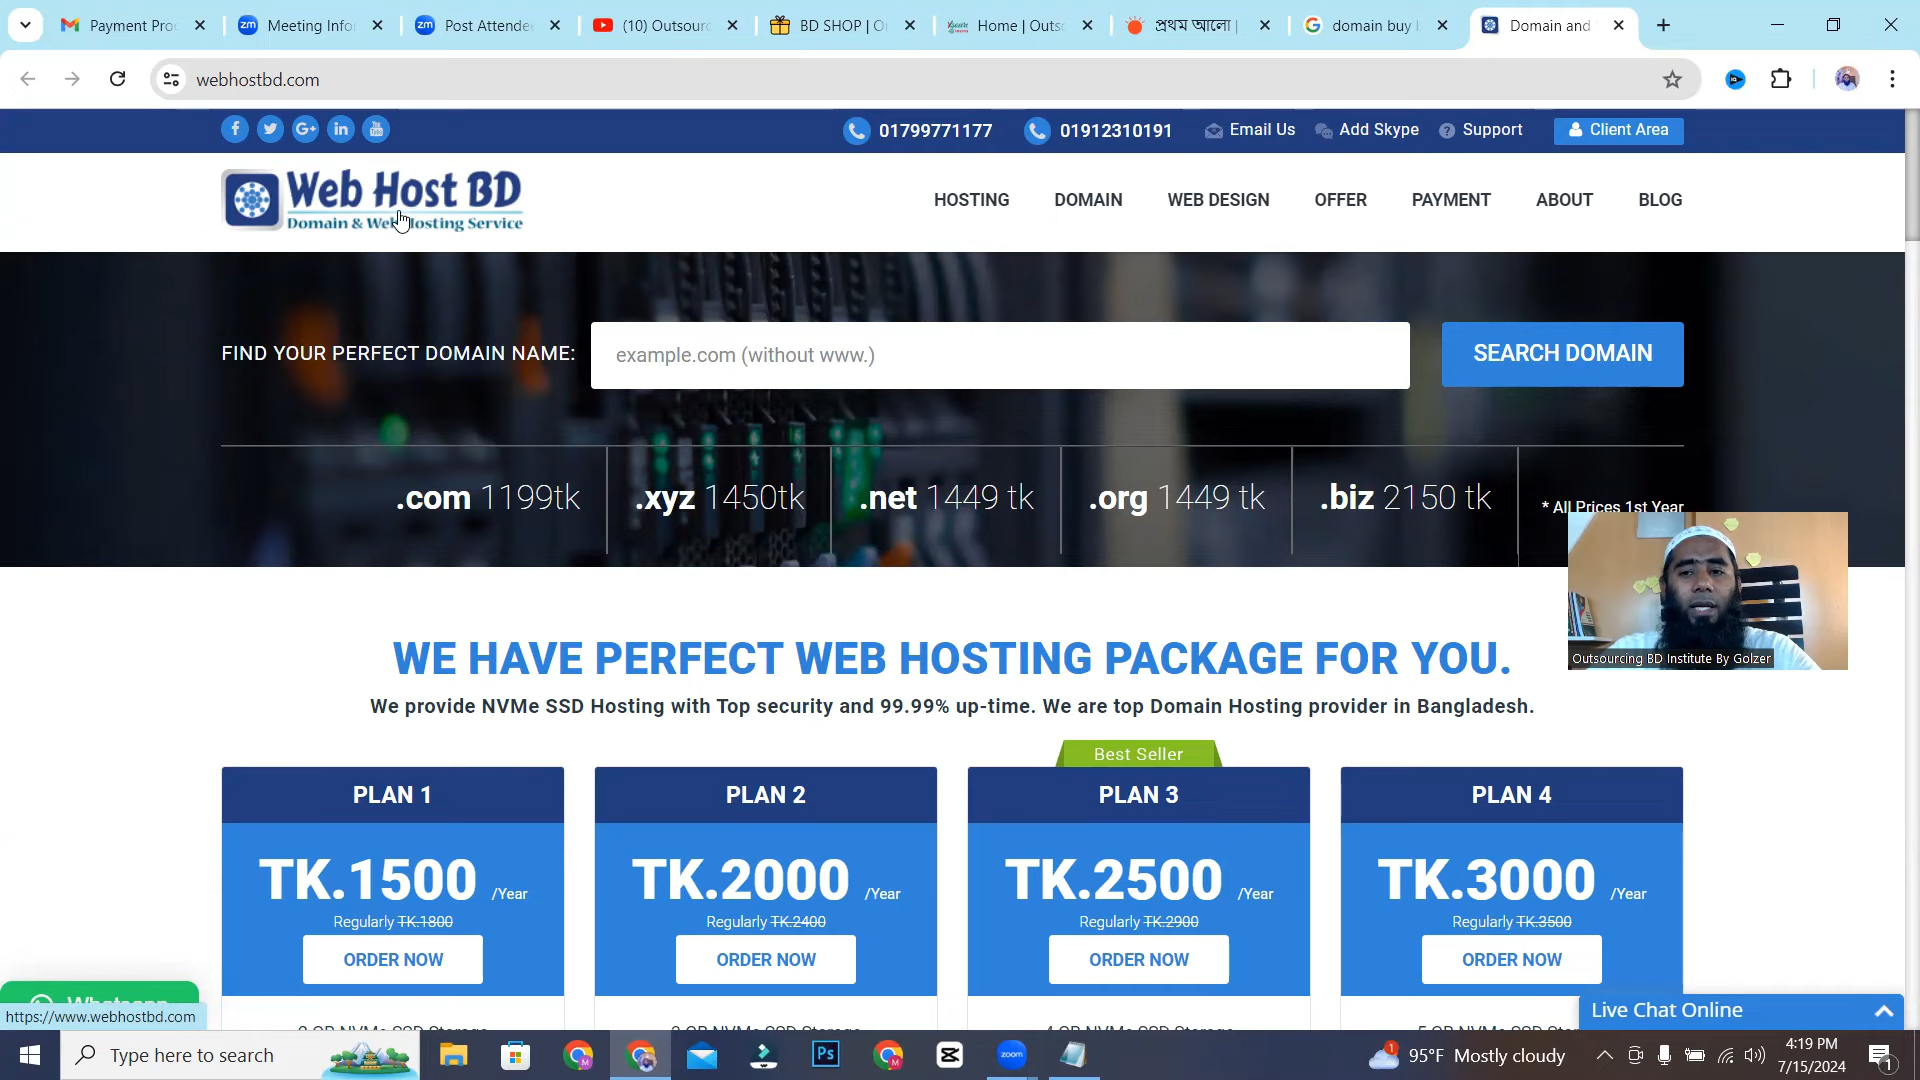 Payment Pro
Meeting Info
Post Attende
(10) Outsour
BD SHOP | O
Home | Outs
প্রথম আলো |
domain buy
Domain and
webhostbd.com
01799771177
01912310191
Email Us
Add Skype
Support
Client Area
Web Host BD
Domain & Web Hosting Service
HOSTING
DOMAIN
WEB DESIGN
OFFER
PAYMENT
ABOUT
BLOG
FIND YOUR PERFECT DOMAIN NAME:
example.com (without www.)
SEARCH DOMAIN
.com 1199tk
.xyz 1450tk
.net 1449 tk
.org 1449 tk
.biz 2150 tk
* All Prices 1st Year
Outsourcing BD Institute By Golzer
WE HAVE PERFECT WEB HOSTING PACKAGE FOR YOU.
We provide NVMe SSD Hosting with Top security and 99.99% up-time. We are top Domain Hosting provider in Bangladesh.
Best Seller
PLAN 1
PLAN 2
PLAN 3
PLAN 4
TK.1500 /Year
TK.2000 /Year
TK.2500 /Year
TK.3000 /Year
Regularly TK.1800
Regularly TK.2400
Regularly TK.2900
Regularly TK.3500
ORDER NOW
ORDER NOW
ORDER NOW
ORDER NOW
https://www.webhostbd.com
Live Chat Online
Type here to search
95°F Mostly cloudy
4:19 PM
7/15/2024